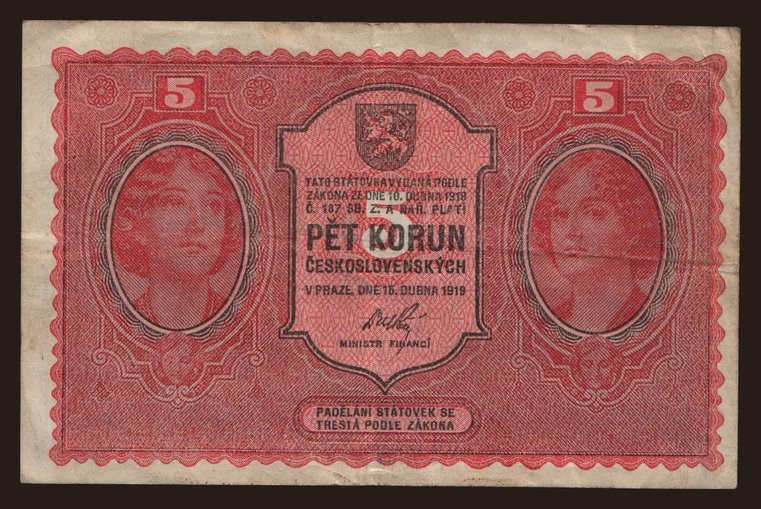 5 5
TATO STÁTOVKA VYDANÁ PODLE
ZÁKONA ZE DNE 10. DUBNA 1919
Č. 187 SB. Z. A NAŘ. PLATÍ
5
PĚT KORUN
ČESKOSLOVENSKÝCH
V PRAZE, DNE 15. DUBNA 1919
MINISTR FINANCÍ
PADĚLÁNÍ STÁTOVEK SE
TRESTÁ PODLE ZÁKONA